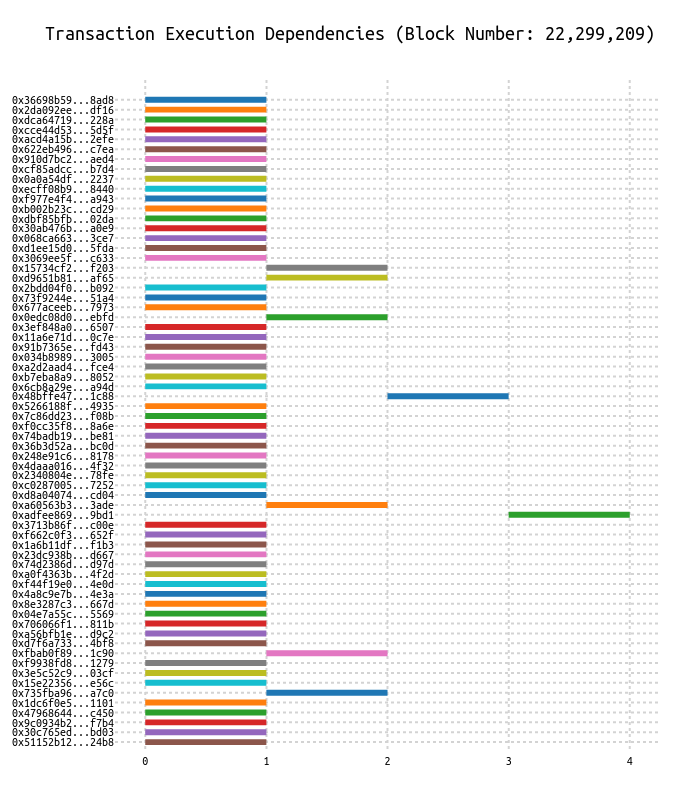 Transaction Execution Dependencies (Block Number: 22,299,209)
0x36698b59...8ad8
0x2da092ee...df16
0xdca64719...228a
0xcce44d53...5d5f
0xacd4a15b...2efe
0x622eb496...c7ea
0x910d7bc2...aed4
0xcf85adcc...b7d4
0x0a0a54df...2237
0xecff08b9...8440
0xf977e4f4...a943
0xb002b23c...cd29
0xdbf85bfb...02da
0x30ab476b...a0e9
0x068ca663...3ce7
0xd1ee15d0...5fda
0x3069ee5f...c633
0x15734cf2...f203
0xd9651b81...af65
0x2bdd04f0...b092
0x73f9244e...51a4
0x677aceeb...7973
0x0edc08d0...ebfd
0x3ef848a0...6507
0x11a6e71d...0c7e
0x91b7365e...fd43
0x034b8989...3005
0xa2d2aad4...fce4
0xb7eba8a9...8052
0x6cb8a29e...a94d
0x48bffe47...1c88
0x5266188f...4935
0x7c86dd23...f08b
0xf0cc35f8...8a6e
0x74badb19...be81
0x36b3d52a...bc0d
0x248e91c6...8178
0x4daaa016...4f32
0x2340804e...78fe
0xc0287005...7252
0xd8a04074...cd04
0xa60563b3...3ade
0xadfee869...9bd1
0x3713b86f...c00e
0xf662c0f3...652f
0x1a6b11df...f1b3
0x23dc938b...d667
0x74d2386d...d97d
0xa0f4363b...4f2d
0xf44f19e0...4e0d
0x4a8c9e7b...4e3a
0x8e3287c3...667d
0x04e7a55c...5569
0x706066f1...811b
0xa56bfb1e...d9c2
0xd7f6a733...4bf8
0xfbab0f89...1c90
0xf9938fd8...1279
0x3e5c52c9...03cf
0x15e22356...e56c
0x735fba96...a7c0
0x1dc6f0e5...1101
0x47968644...c450
0x9c0934b2...f7b4
0x30c765ed...bd03
0x51152b12...24b8
0 1 2 3 4